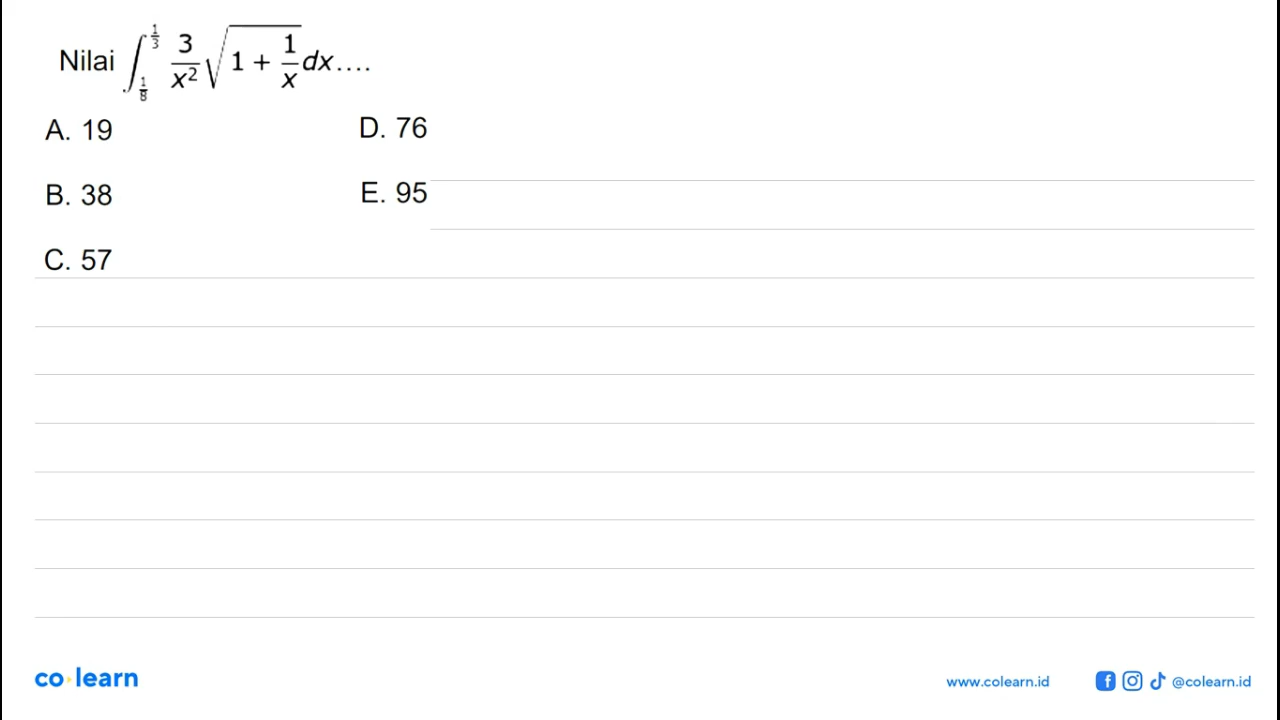 Nilai ∫_{1/8}^{1/3} 3/x² √(1 + 1/x) dx....
A. 19
D. 76
B. 38
E. 95
C. 57
co learn
www.colearn.id
@colearn.id